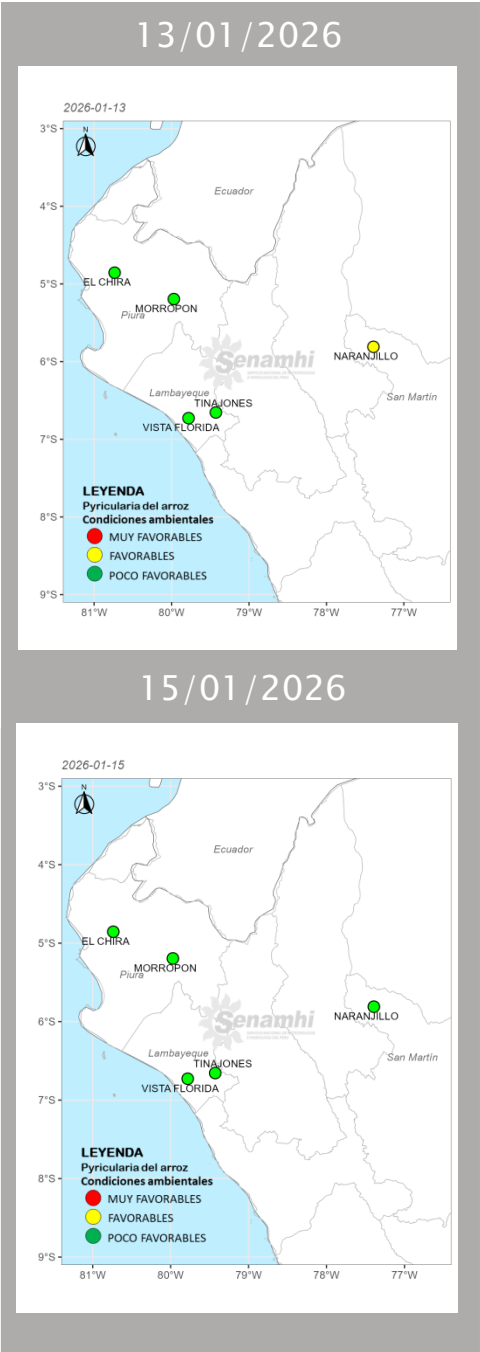 13/01/2026
2026-01-13
N
3°S
4°S
5°S
6°S
7°S
8°S
9°S
Ecuador
EL CHIRA
MORROPON
Piura
NARANJILLO
Senamhi
Lambayeque
San Martin
TINAJONES
VISTA FLORIDA
LEYENDA
Pyricularia del arroz
Condiciones ambientales
MUY FAVORABLES
FAVORABLES
POCO FAVORABLES
81°W
80°W
79°W
78°W
77°W
15/01/2026
2026-01-15
N
3°S
4°S
5°S
6°S
7°S
8°S
9°S
Ecuador
EL CHIRA
MORROPON
Piura
NARANJILLO
Senamhi
Lambayeque
San Martin
TINAJONES
VISTA FLORIDA
LEYENDA
Pyricularia del arroz
Condiciones ambientales
MUY FAVORABLES
FAVORABLES
POCO FAVORABLES
81°W
80°W
79°W
78°W
77°W